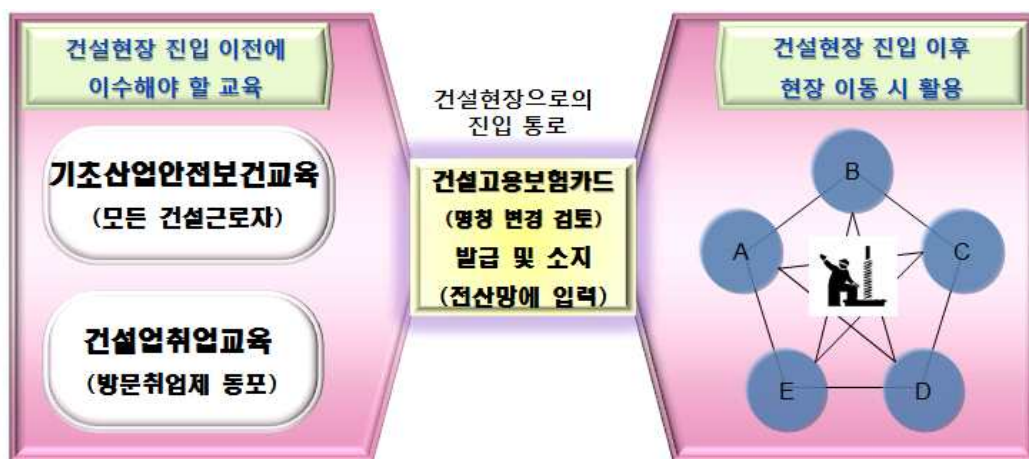 건설현장 진입 이전에
이수해야 할 교육
기초산업안전보건교육
(모든 건설근로자)
건설업취업교육
(방문취업제 동포)
건설현장으로의
진입 통로
건설고용보험카드
(명칭 변경 검토)
발급 및 소지
(전산망에 입력)
건설현장 진입 이후
현장 이동 시 활용
B
A
C
E
D